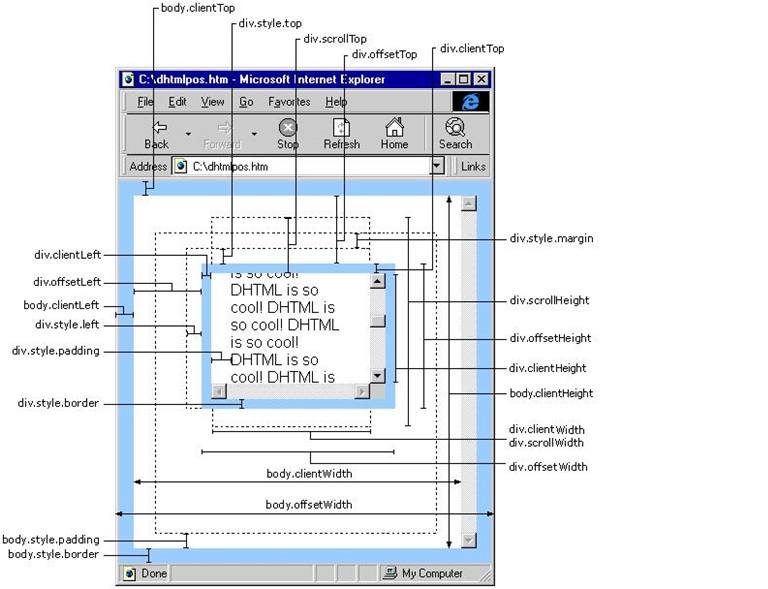 body.clientTop
div.style.top
div.scrollTop
div.offsetTop
div.clientTop
C:\dhtmlpos.htm - Microsoft Internet Explorer
File Edit View Go Favorites Help
Back Forward Stop Refresh Home Search
Address C:\dhtmlpos.htm Links
div.style.margin
div.clientLeft
div.offsetLeft
body.clientLeft
div.style.left
div.style.padding
div.style.border
is so cool!
DHTML is so
cool! DHTML is
so cool! DHTML
is so cool!
DHTML is so
cool! DHTML is
div.scrollHeight
div.offsetHeight
div.clientHeight
body.clientHeight
div.clientWidth
div.scrollWidth
div.offsetWidth
body.clientWidth
body.offsetWidth
body.style.padding
body.style.border
Done My Computer